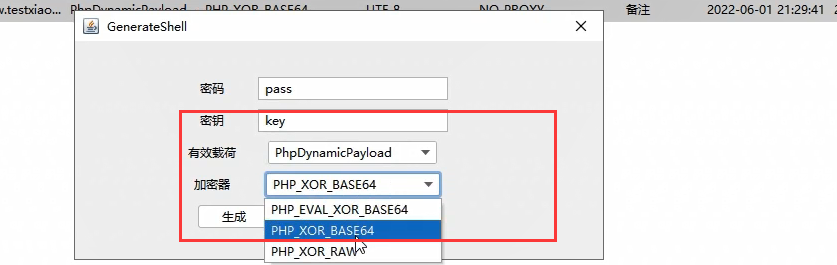 w.testxiao... PhpDynamicPayload PHP_XOR_BASE64 UTF-8 NO_PROXY 备注 2022-06-01 21:29:41
GenerateShell
密码 pass
密钥 key
有效载荷 PhpDynamicPayload
加密器 PHP_XOR_BASE64
生成 PHP_EVAL_XOR_BASE64
PHP_XOR_BASE64
PHP_XOR_RAW